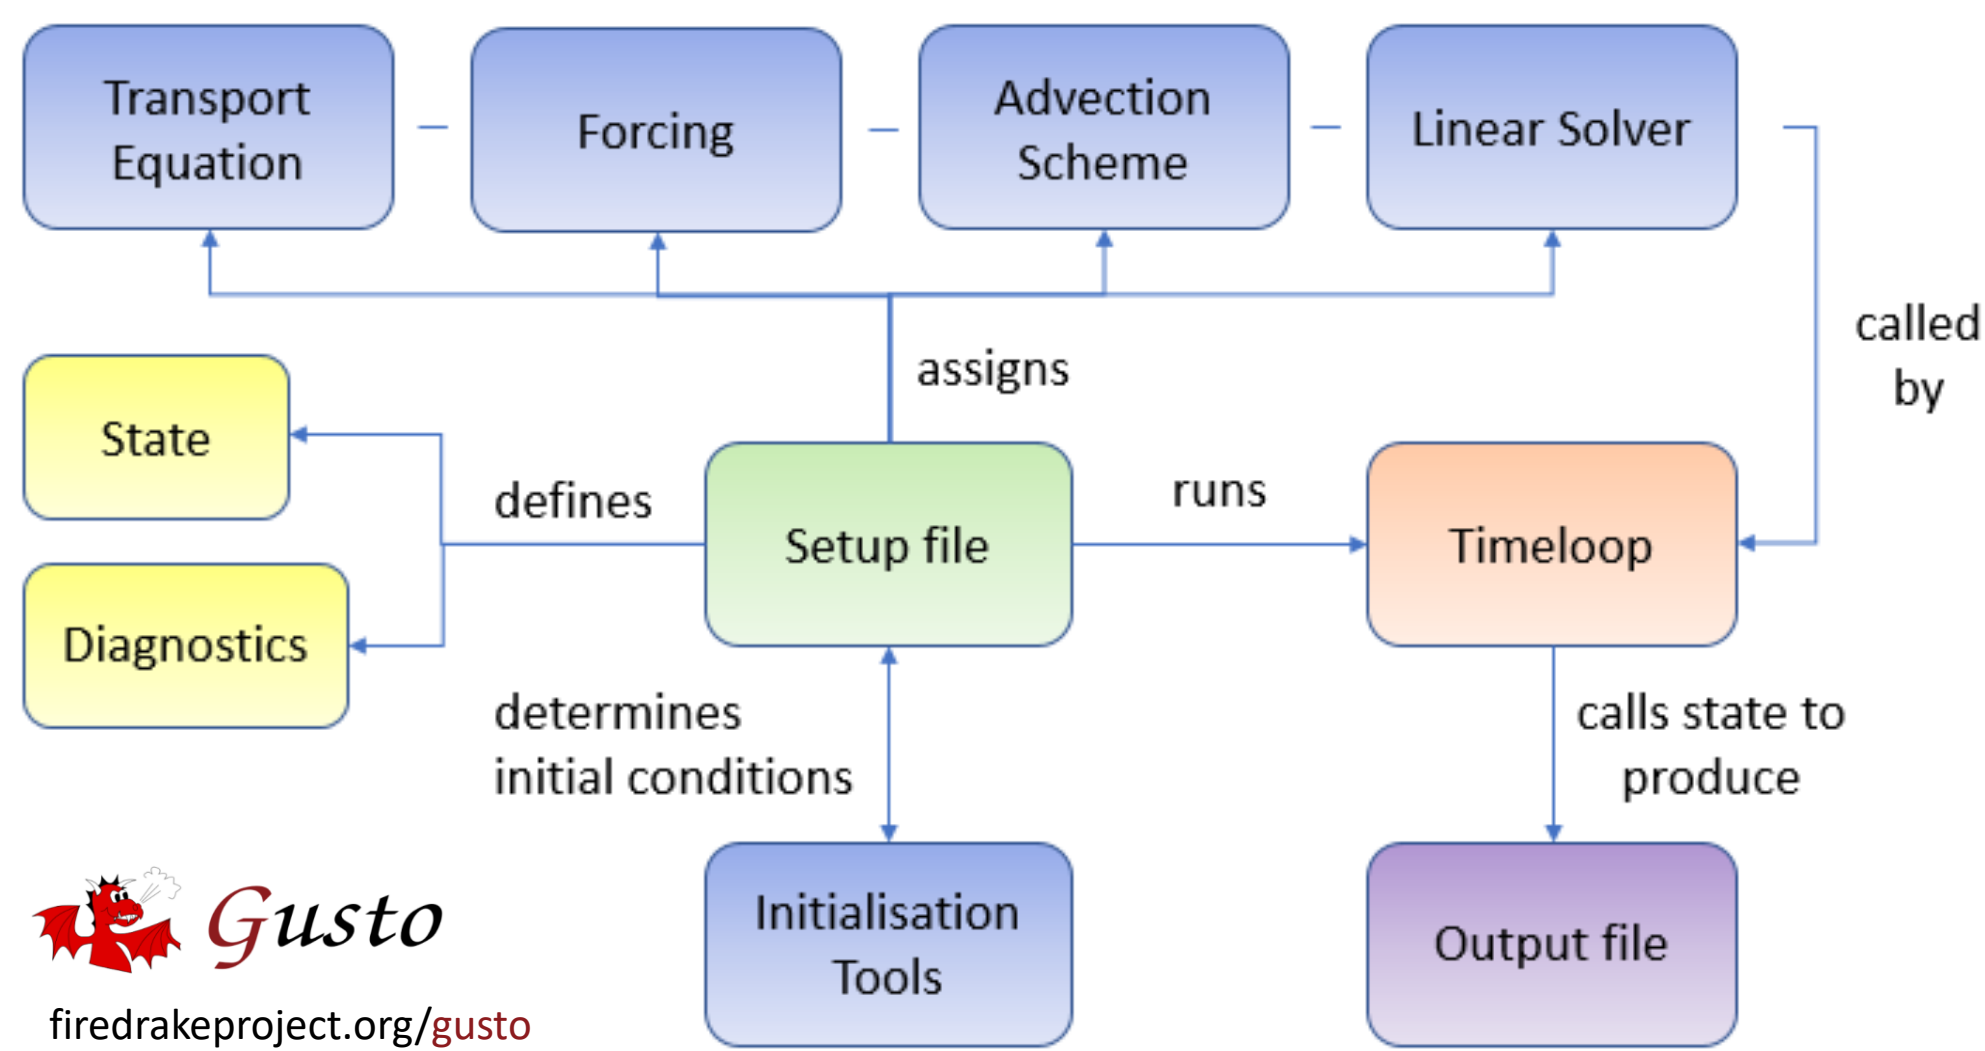 Transport
Equation
Forcing
Advection
Scheme
Linear Solver
called
by
assigns
State
defines
Setup file
runs
Timeloop
Diagnostics
determines
initial conditions
calls state to
produce
Initialisation
Tools
Output file
Gusto
firedrakeproject.org/gusto